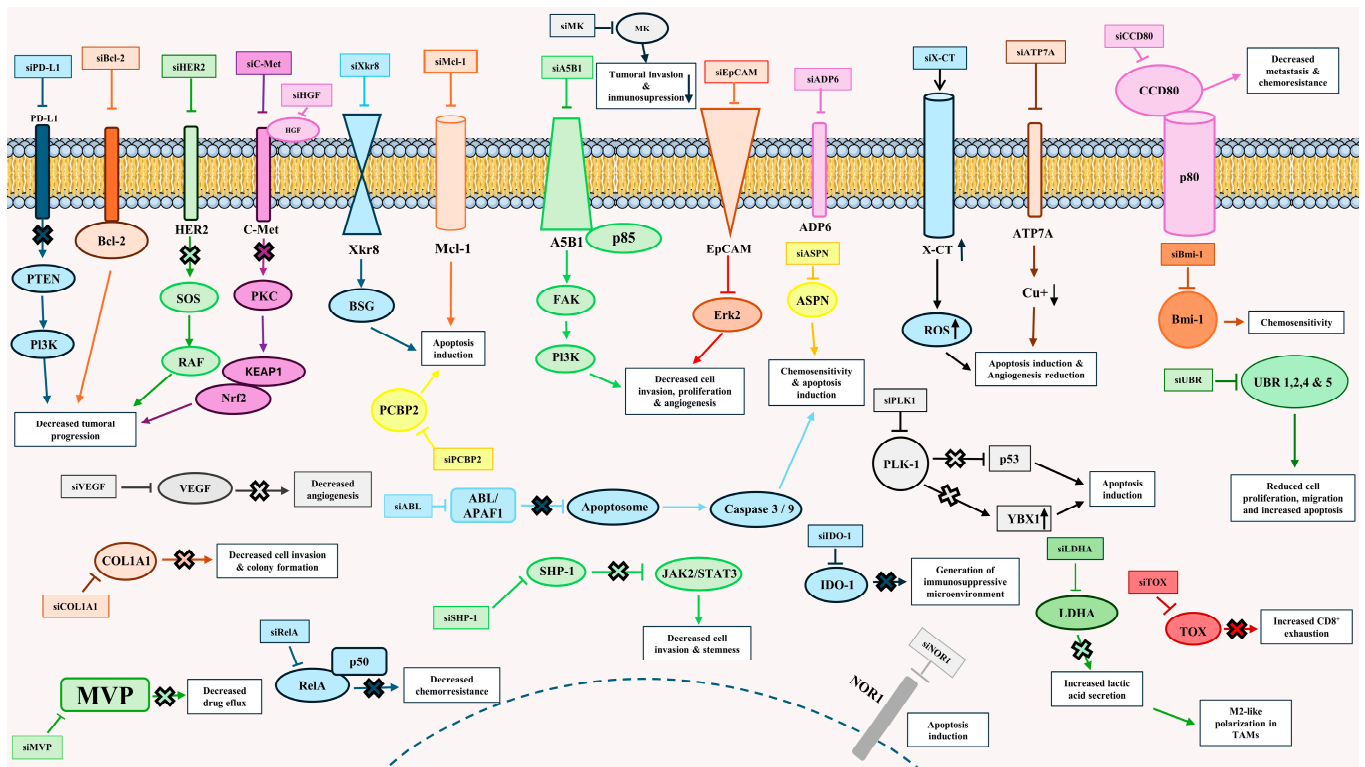 siPD-L1
PD-L1
PTEN
PI3K
siBcl-2
Bcl-2
siHER2
HER2
SOS
RAF
siC-Met
siHGF
HGF
C-Met
PKC
KEAP1
Nrf2
Decreased tumoral
progression
siXkr8
Xkr8
BSG
siMcl-1
Mcl-1
Apoptosis
induction
PCBP2
siPCBP2
siA5B1
A5B1
p85
FAK
PI3K
siMK
MK
Tumoral Invasion
&
inmunosupression
siEpCAM
EpCAM
Erk2
Decreased cell
invasion, proliferation
& angiogenesis
siADP6
ADP6
siASPN
ASPN
Chemosensitivity
& apoptosis
induction
siX-CT
X-CT
ROS
siATP7A
ATP7A
Cu+
Apoptosis induction &
Angiogenesis reduction
siCCD80
CCD80
p80
Decreased
metastasis &
chemoresistance
siBmi-1
Bmi-1
Chemosensitivity
siUBR
UBR 1,2,4 & 5
Reduced cell
proliferation, migration
and increased apoptosis
siVEGF
VEGF
Decreased
angiogenesis
siABL
ABL/
APAF1
Apoptosome
Caspase 3 / 9
siPLK1
PLK-1
p53
YBX1
Apoptosis
induction
COL1A1
siCOL1A1
Decreased cell invasion
& colony formation
SHP-1
siSHP-1
JAK2/STAT3
Decreased cell
invasion & stemness
siIDO-1
IDO-1
Generation of
immunosuppressive
microenvironment
siLDHA
LDHA
Increased lactic
acid secretion
M2-like
polarization in
TAMs
siTOX
TOX
Increased CD8+
exhaustion
siRelA
RelA
p50
Decreased
chemorresistance
MVP
siMVP
Decreased
drug eflux
siNOR1
NOR1
Apoptosis
induction